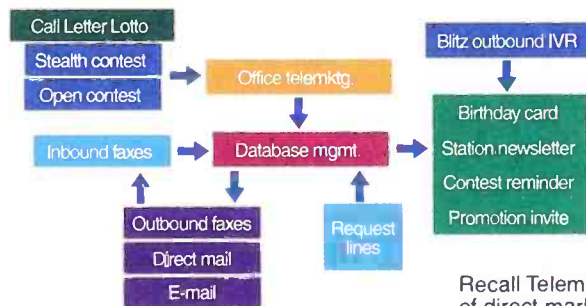 Call Letter Lotto
Stealth contest
Open contest
Office telemktg.
Blitz outbound IVR
Inbound faxes
Database mgmt.
Birthday card
Station newsletter
Contest reminder
Promotion invite
Outbound faxes
Direct mail
E-mail
Request
lines
Recall Telem
of direct mar